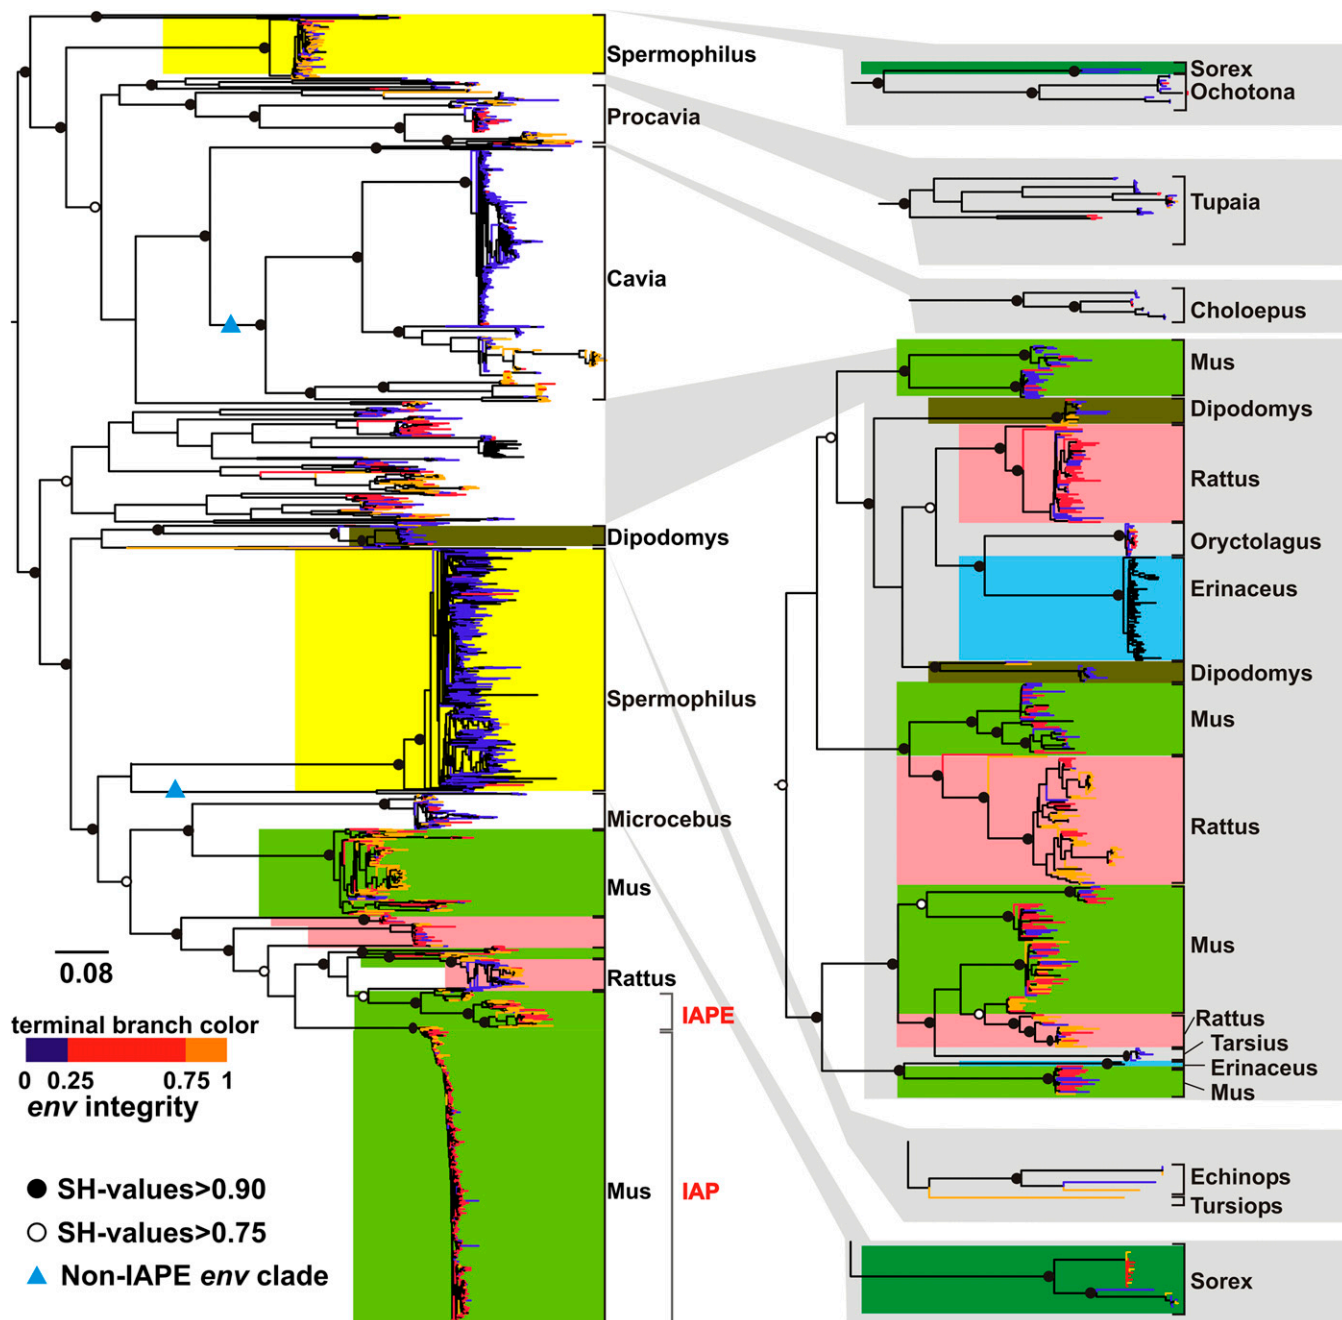 Spermophilus
Procavia
Cavia
Dipodomys
Spermophilus
Microcebus
Mus
Rattus
IAPE
Mus
IAP
0.08
terminal branch color
0 0.25 0.75 1
env integrity
SH-values>0.90
SH-values>0.75
Non-IAPE env clade
Sorex
Ochotona
Tupaia
Choloepus
Mus
Dipodomys
Rattus
Oryctolagus
Erinaceus
Dipodomys
Mus
Rattus
Mus
Rattus
Tarsius
Erinaceus
Mus
Echinops
Tursiops
Sorex